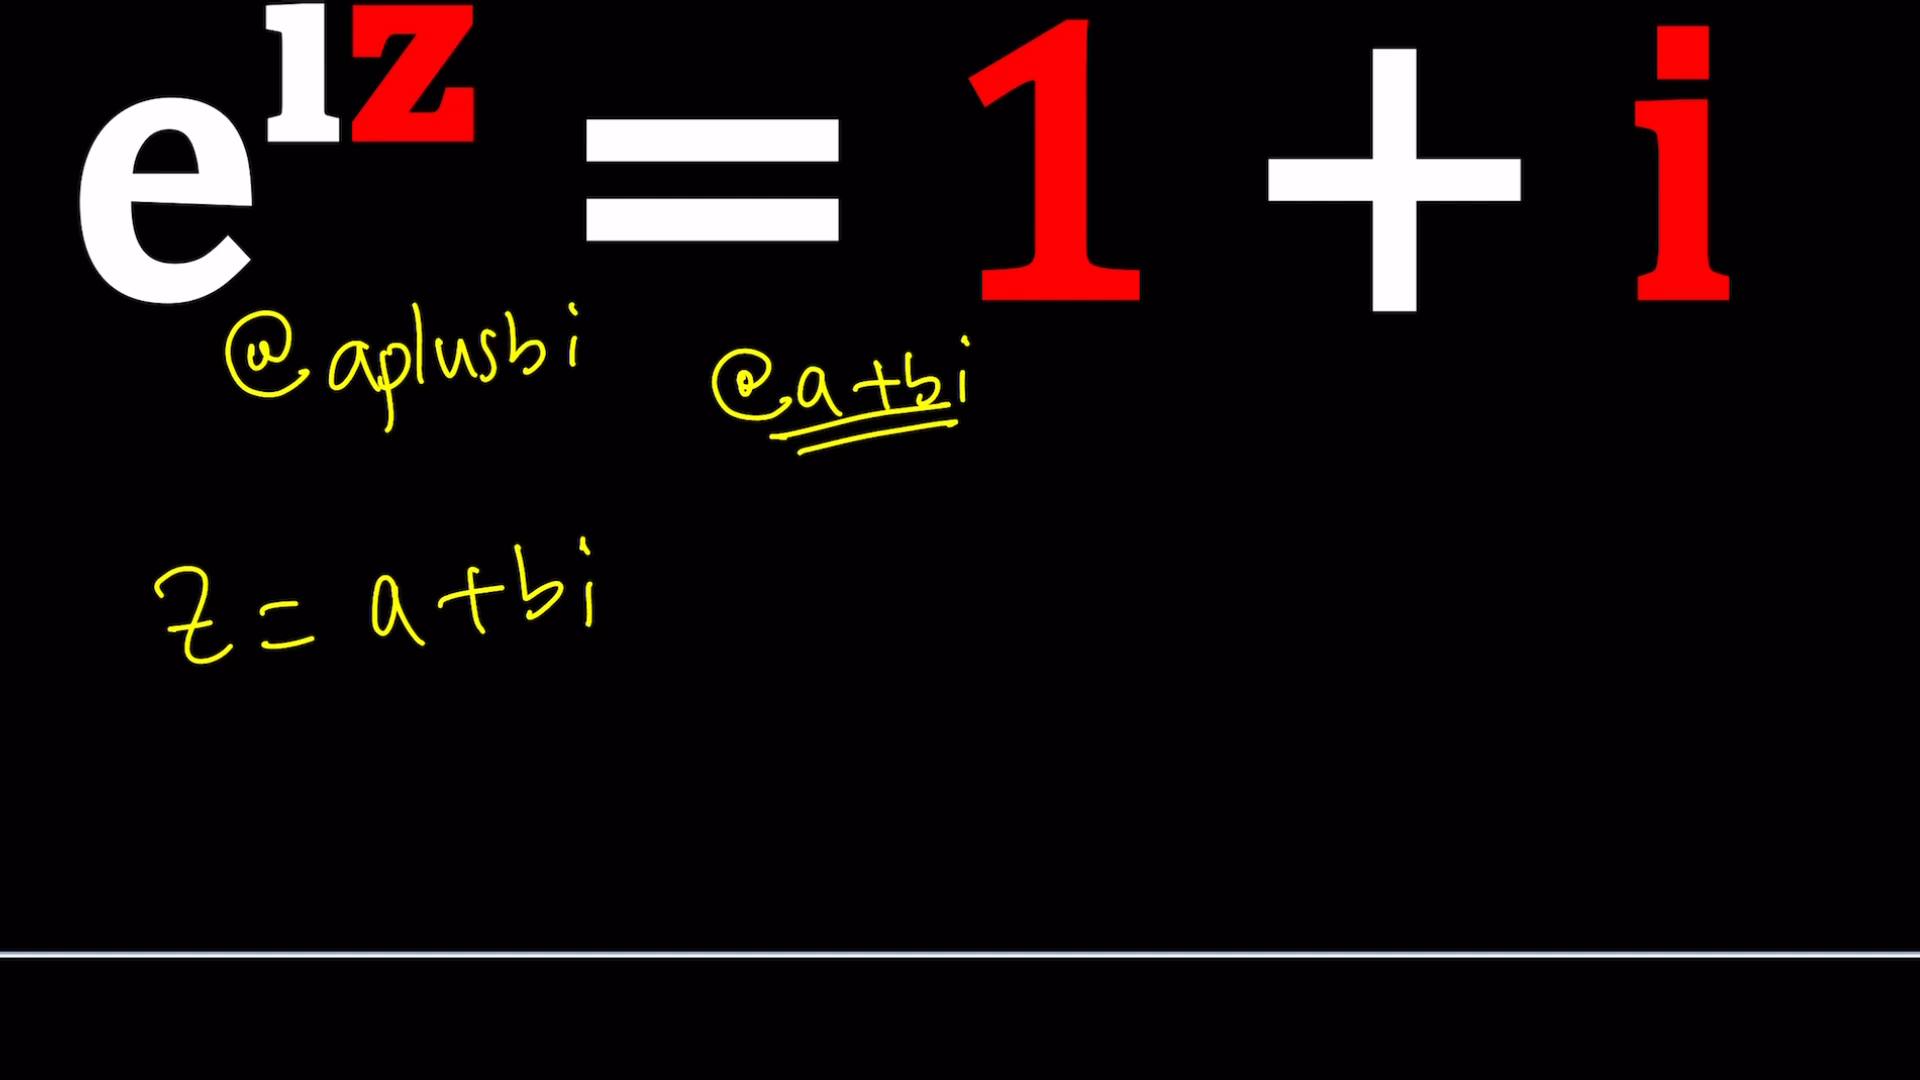 e^{iz} = 1 + i
@aplusbi @a+bi
z = a+bi